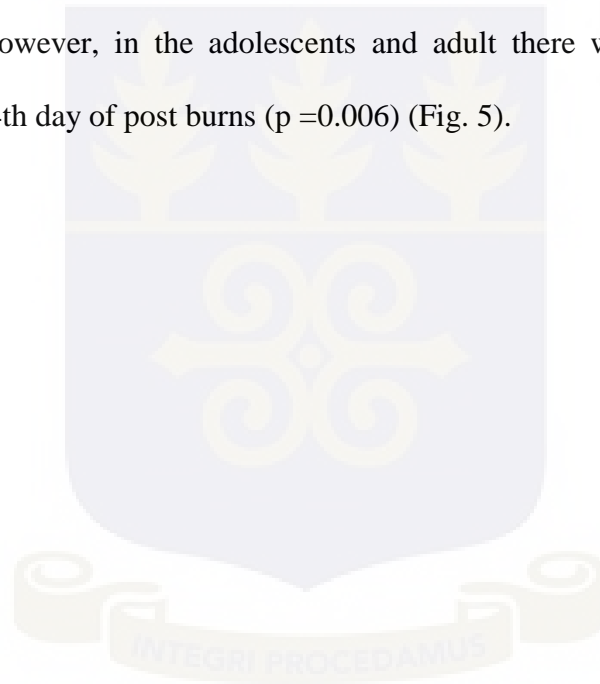 owever, in the adolescents and adult there
-th day of post burns (p =0.006) (Fig. 5).
INTEGRI PROCEDAMUS